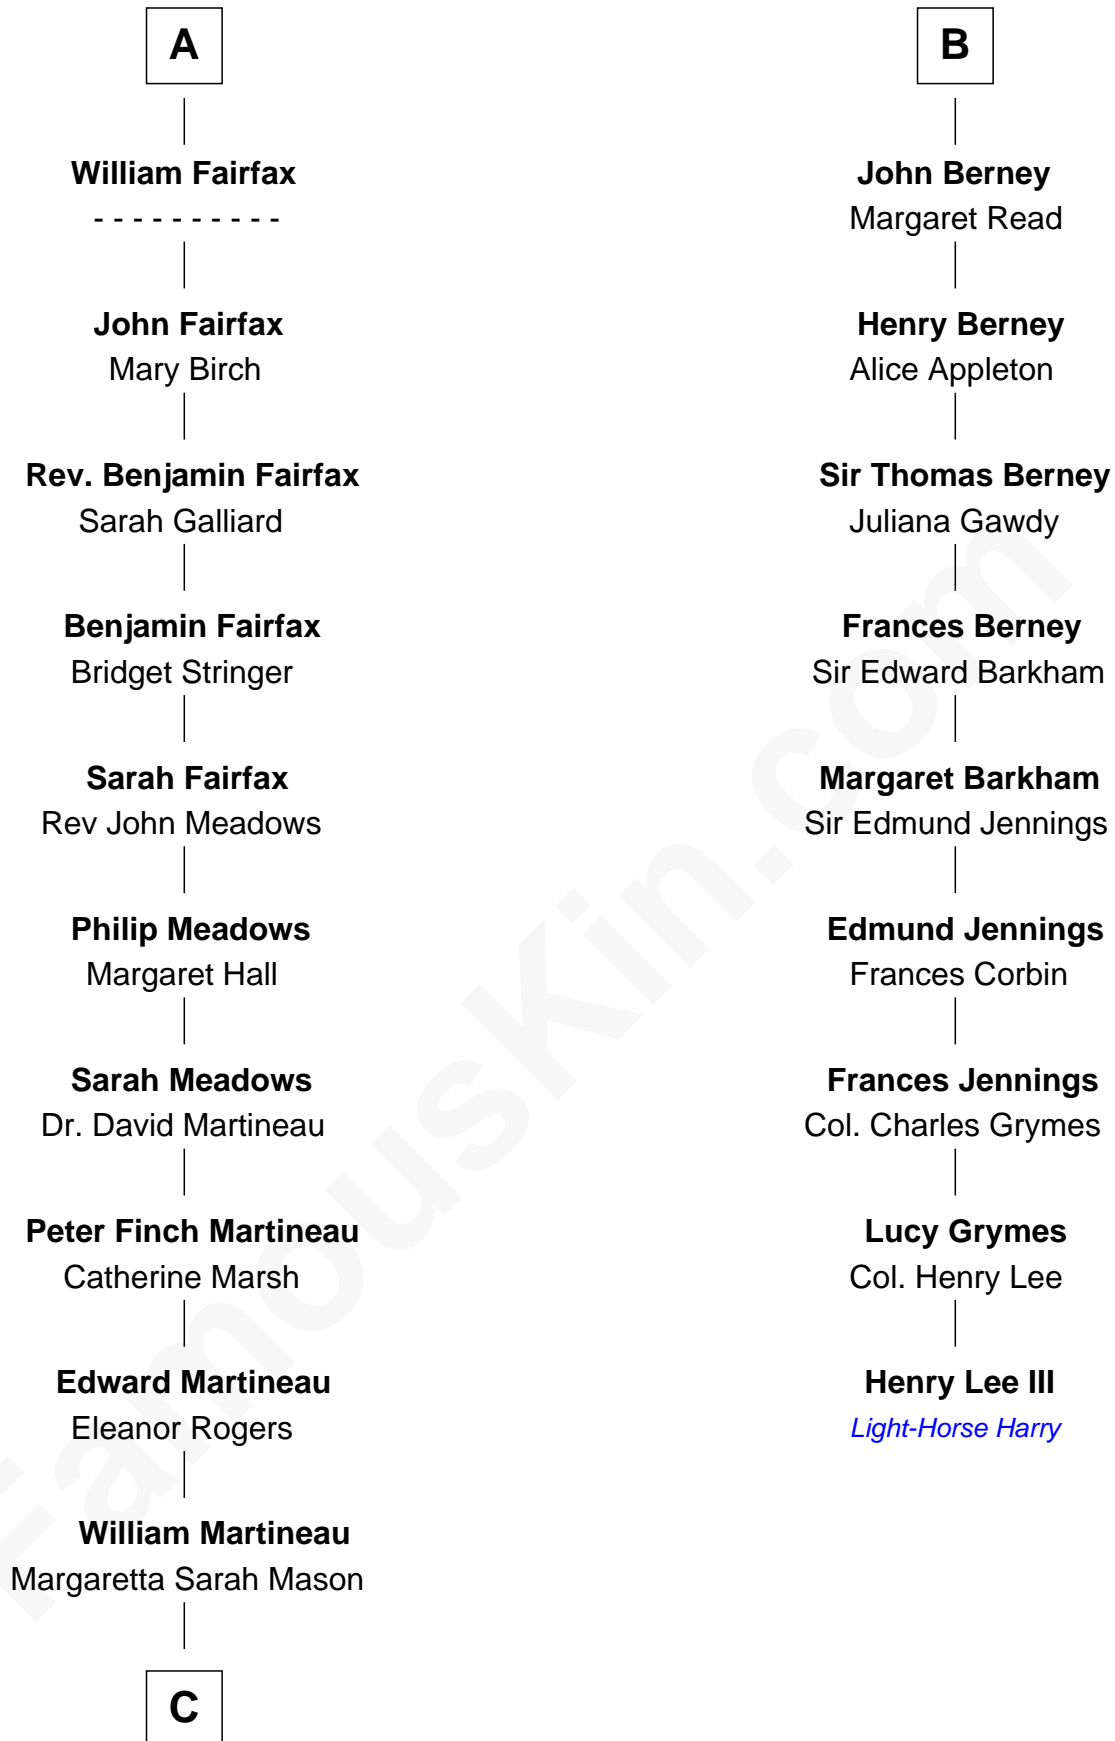 A
William Fairfax
- - - - - - - - - -
John Fairfax
Mary Birch
Rev. Benjamin Fairfax
Sarah Galliard
Benjamin Fairfax
Bridget Stringer
Sarah Fairfax
Rev John Meadows
Philip Meadows
Margaret Hall
Sarah Meadows
Dr. David Martineau
Peter Finch Martineau
Catherine Marsh
Edward Martineau
Eleanor Rogers
William Martineau
Margaretta Sarah Mason
C
B
John Berney
Margaret Read
Henry Berney
Alice Appleton
Sir Thomas Berney
Juliana Gawdy
Frances Berney
Sir Edward Barkham
Margaret Barkham
Sir Edmund Jennings
Edmund Jennings
Frances Corbin
Frances Jennings
Col. Charles Grymes
Lucy Grymes
Col. Henry Lee
Henry Lee III
Light-Horse Harry
FamousKin.com